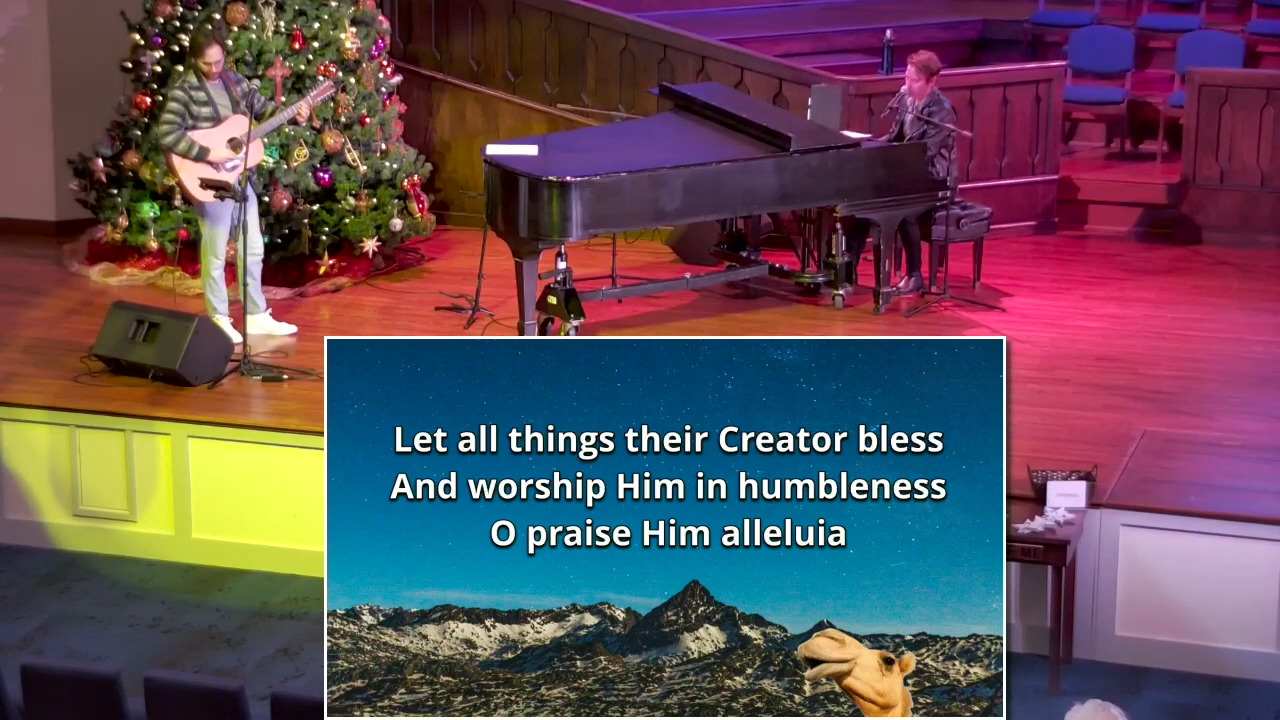 Let all things their Creator bless
And worship Him in humbleness
O praise Him alleluia